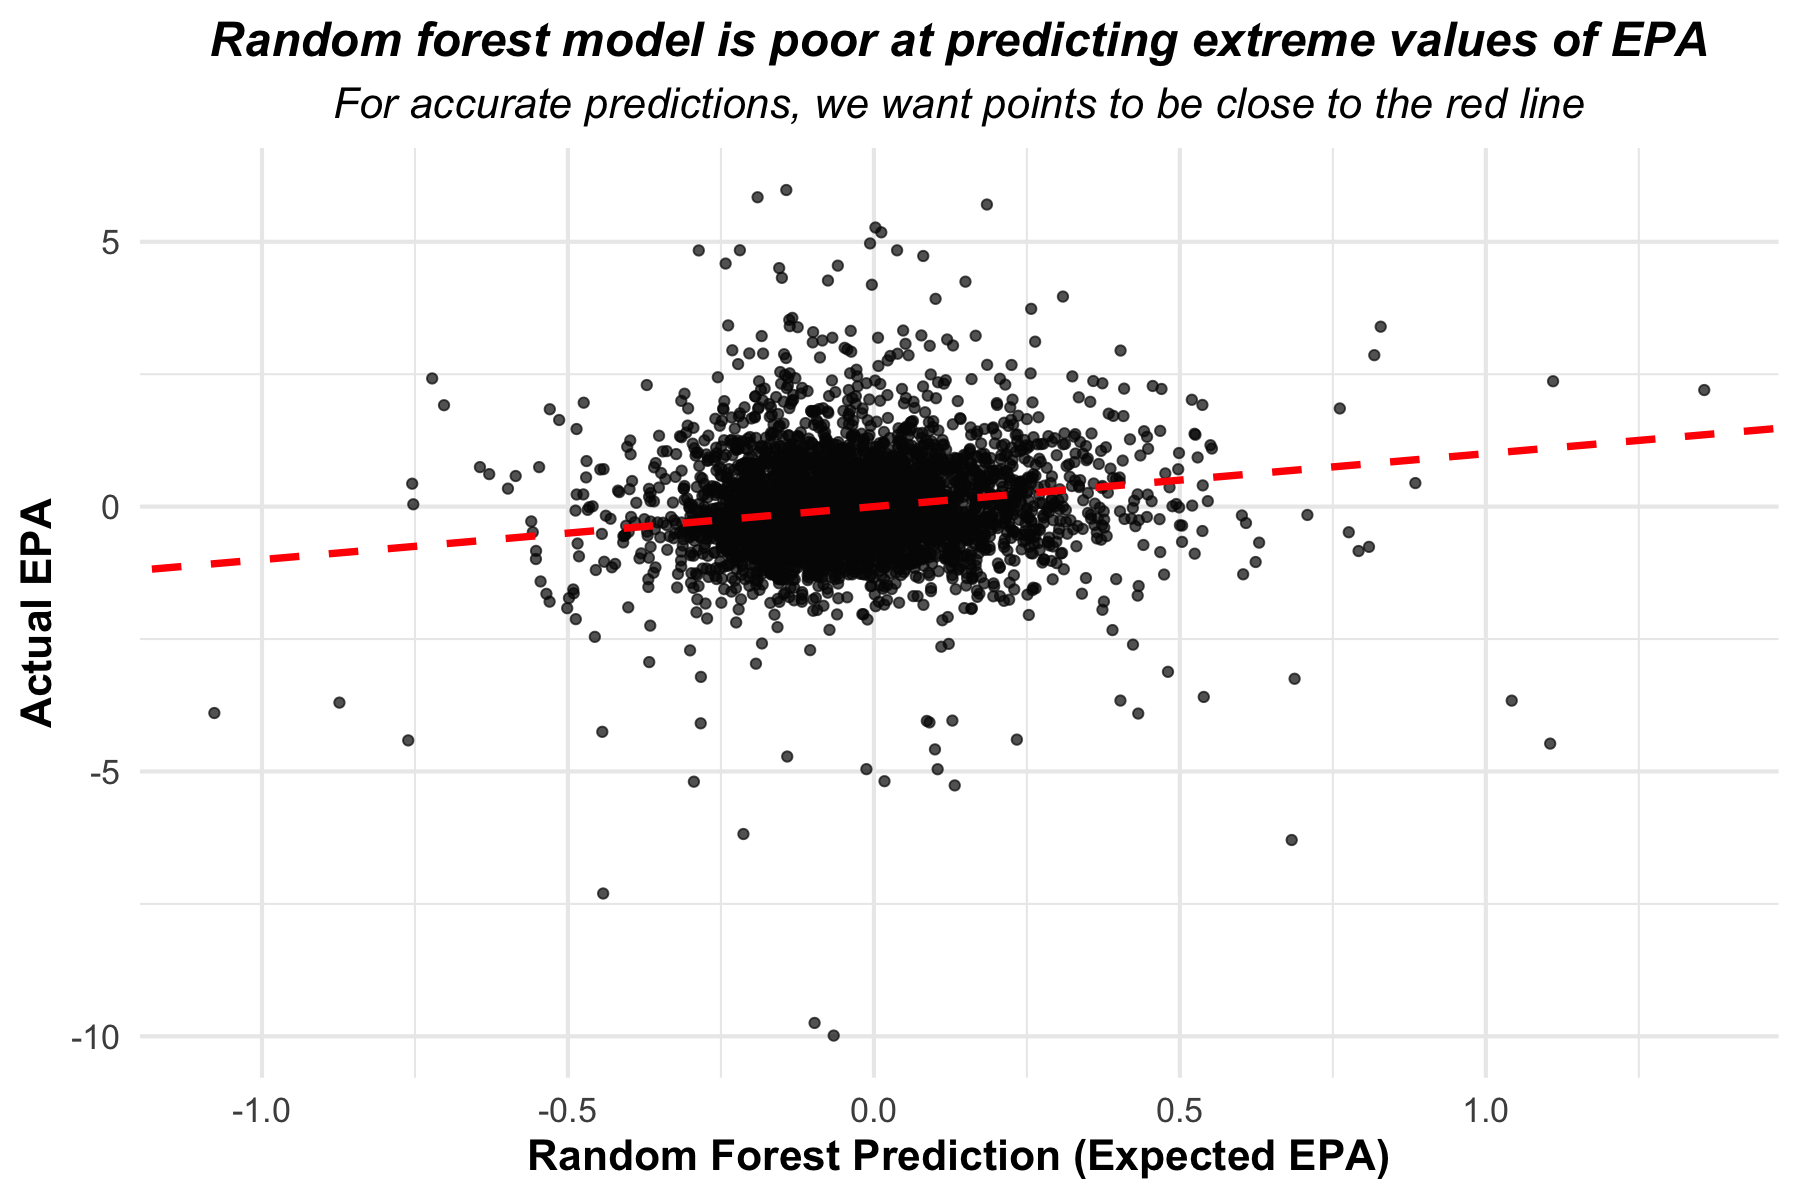 Random forest model is poor at predicting extreme values of EPA
For accurate predictions, we want points to be close to the red line
Actual EPA
5
0
-5
-10
-1.0
-0.5
0.0
0.5
1.0
Random Forest Prediction (Expected EPA)